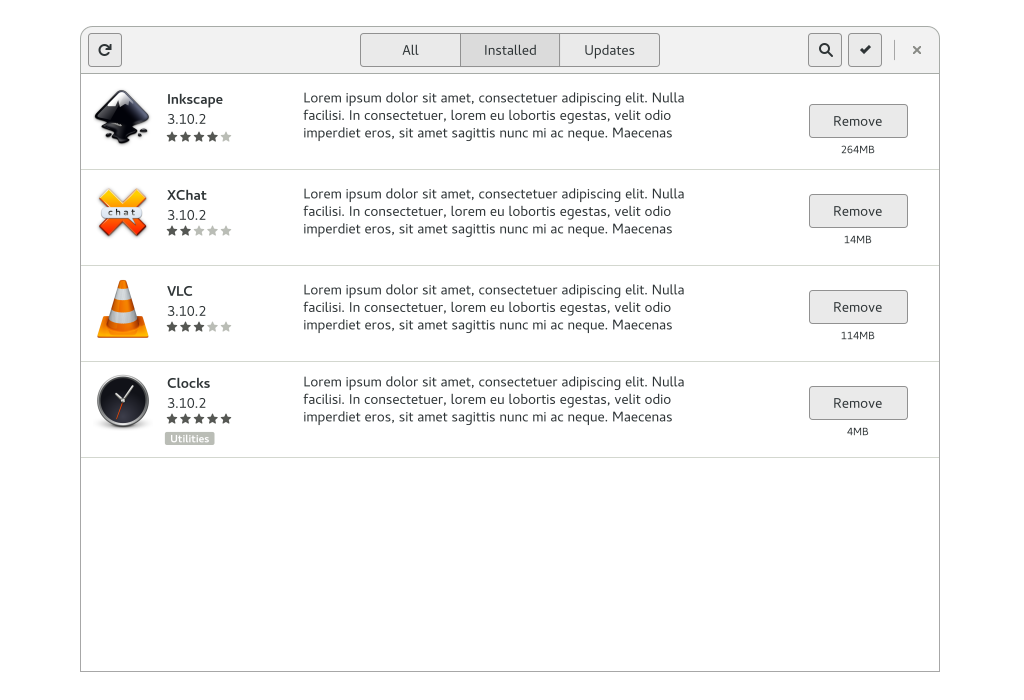 All Installed Updates
Inkscape
3.10.2
Lorem ipsum dolor sit amet, consectetuer adipiscing elit. Nulla
facilisi. In consectetuer, lorem eu lobortis egestas, velit odio
imperdiet eros, sit amet sagittis nunc mi ac neque. Maecenas
Remove
264MB
chat
XChat
3.10.2
Lorem ipsum dolor sit amet, consectetuer adipiscing elit. Nulla
facilisi. In consectetuer, lorem eu lobortis egestas, velit odio
imperdiet eros, sit amet sagittis nunc mi ac neque. Maecenas
Remove
14MB
VLC
3.10.2
Lorem ipsum dolor sit amet, consectetuer adipiscing elit. Nulla
facilisi. In consectetuer, lorem eu lobortis egestas, velit odio
imperdiet eros, sit amet sagittis nunc mi ac neque. Maecenas
Remove
114MB
Clocks
3.10.2
Utilities
Lorem ipsum dolor sit amet, consectetuer adipiscing elit. Nulla
facilisi. In consectetuer, lorem eu lobortis egestas, velit odio
imperdiet eros, sit amet sagittis nunc mi ac neque. Maecenas
Remove
4MB